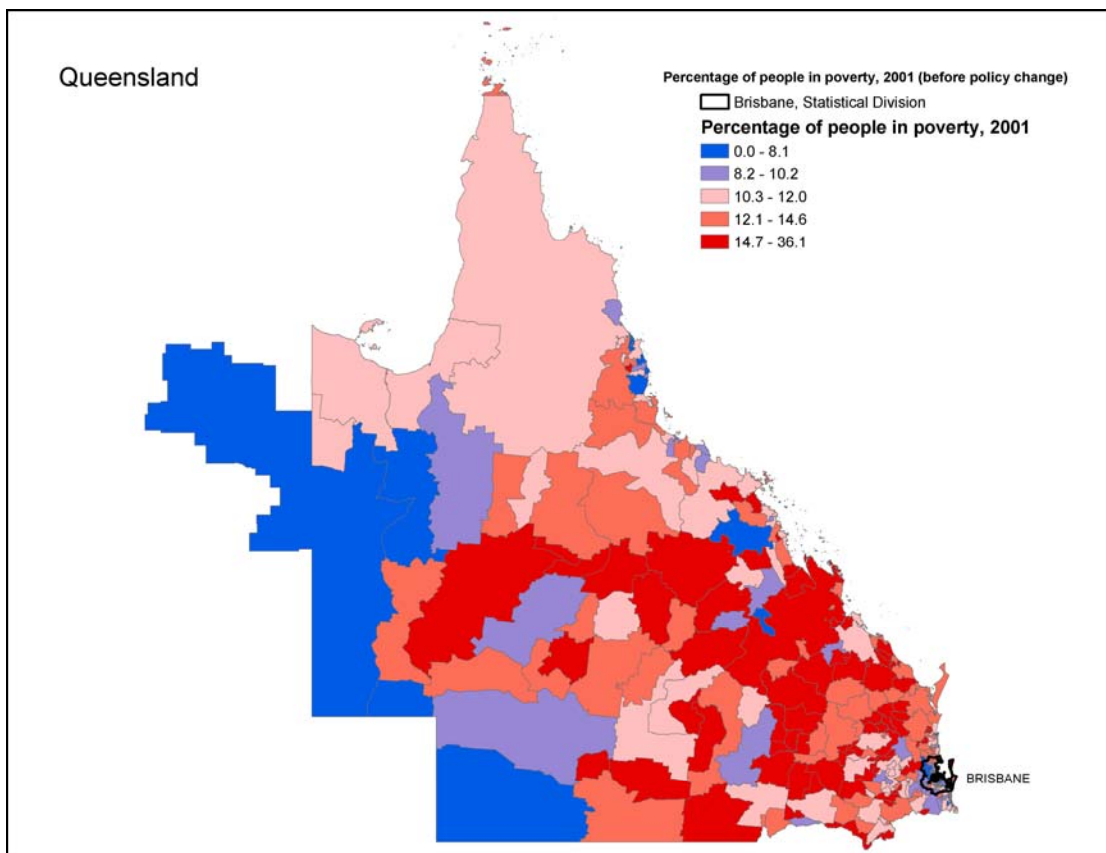 Queensland
Percentage of people in poverty, 2001 (before policy change)
Brisbane, Statistical Division
Percentage of people in poverty, 2001
0.0 - 8.1
8.2 - 10.2
10.3 - 12.0
12.1 - 14.6
14.7 - 36.1
BRISBANE